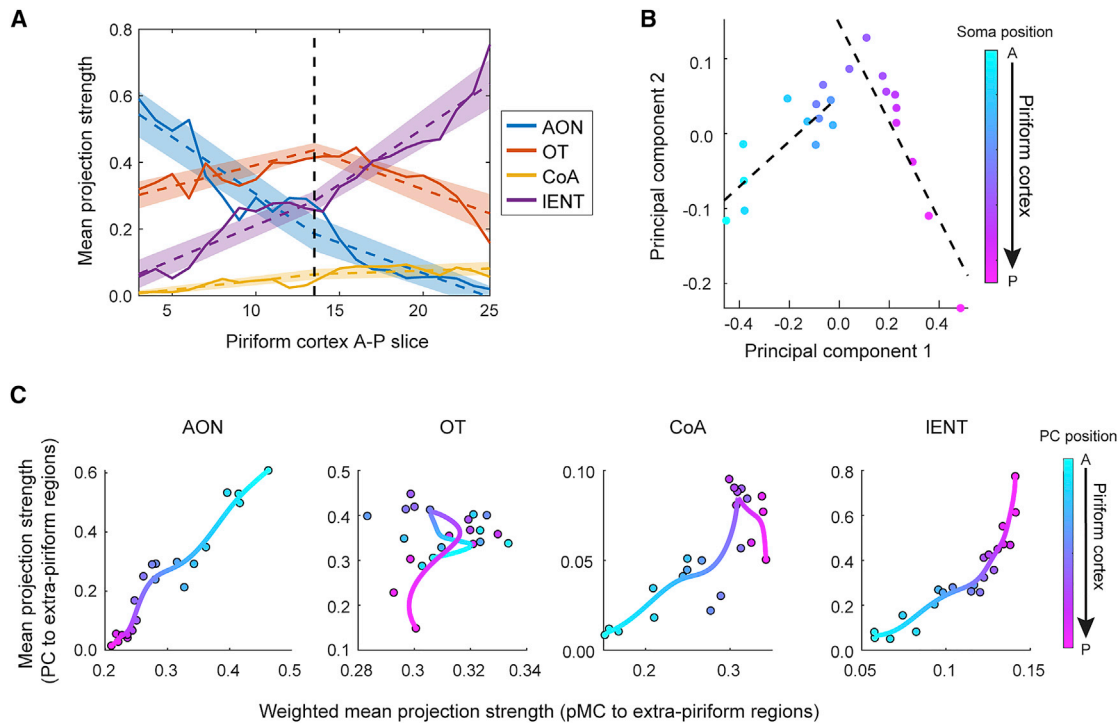 A
Mean projection strength
0.8
0.6
0.4
0.2
0.0
5
10
15
20
25
Piriform cortex A-P slice
AON
OT
CoA
lENT
B
Principal component 2
0.1
0.0
-0.1
-0.2
-0.4
-0.2
0.0
0.2
0.4
Principal component 1
Soma position
A
Piriform cortex
P
C
Mean projection strength
(PC to extra-piriform regions)
AON
0.6
0.4
0.2
0.0
0.2
0.3
0.4
0.5
OT
0.5
0.4
0.3
0.2
0.1
0.28
0.3
0.32
0.34
CoA
0.10
0.05
0.00
0.2
0.3
lENT
0.8
0.6
0.4
0.2
0.0
0.05
0.1
0.15
PC position
A
Piriform cortex
P
Weighted mean projection strength (pMC to extra-piriform regions)